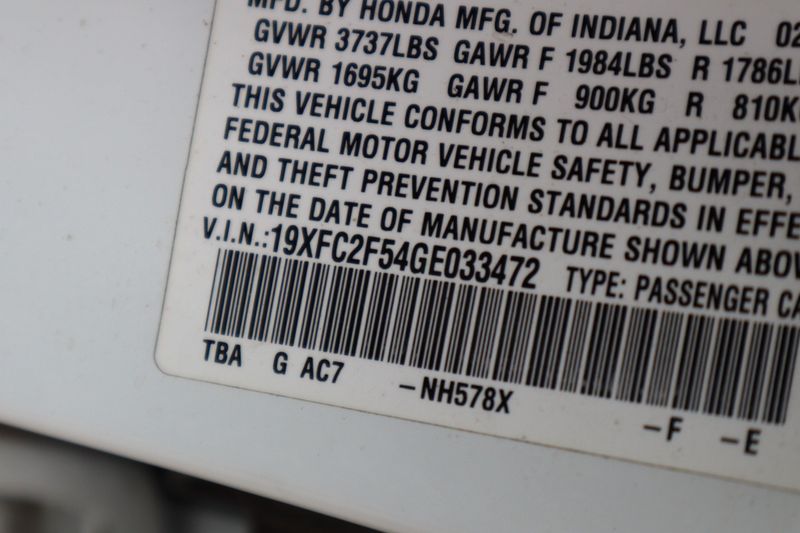 MFD. BY HONDA MFG. OF INDIANA, LLC 02
GVWR 3737LBS GAWR F 1984LBS R 1786L
GVWR 1695KG GAWR F 900KG R 810K
THIS VEHICLE CONFORMS TO ALL APPLICABL
FEDERAL MOTOR VEHICLE SAFETY, BUMPER,
AND THEFT PREVENTION STANDARDS IN EFFE
ON THE DATE OF MANUFACTURE SHOWN ABOV
V.I.N.:19XFC2F54GE033472 TYPE: PASSENGER CA
TBA G AC7 –NH578X –F –E